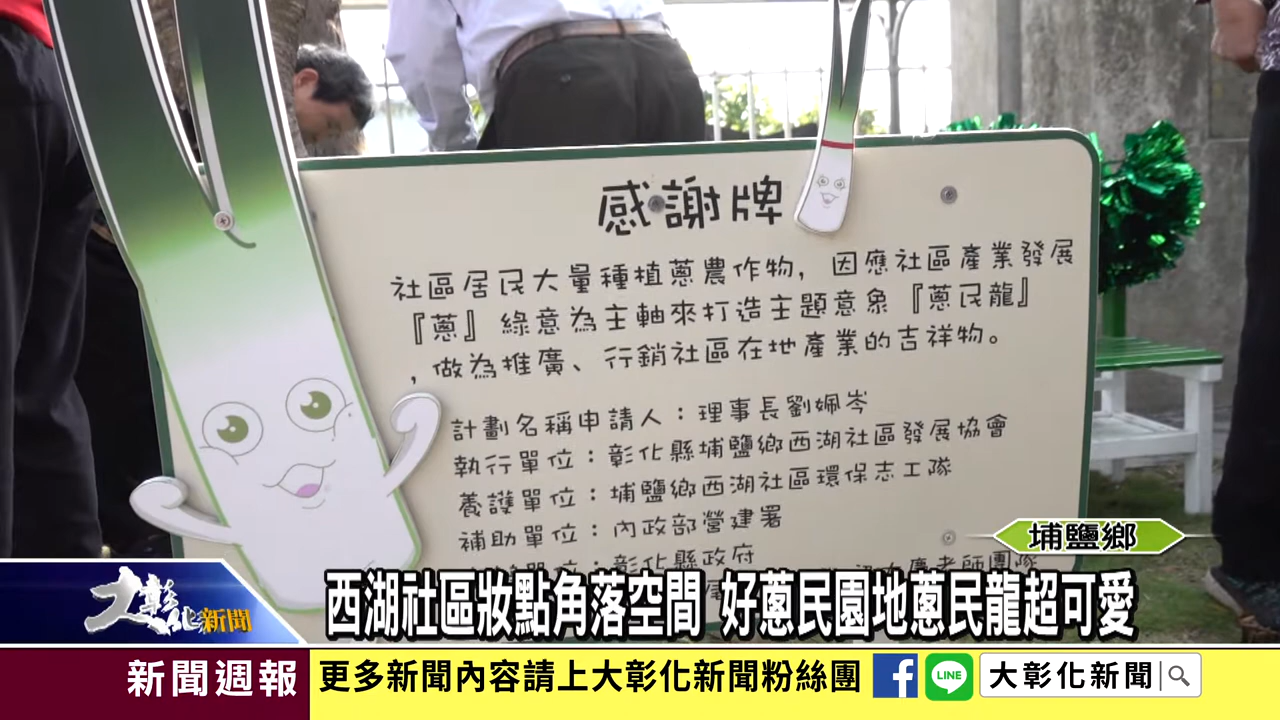 感謝牌
社區居民大量種植蔥農作物，因應社區產業發展
『蔥』綠意為主軸來打造主題意象『蔥民龍』
，做為推廣、行銷社區在地產業的吉祥物。
計劃名稱申請人：理事長劉姵岑
執行單位：彰化縣埔鹽鄉西湖社區發展協會
養護單位：埔鹽鄉西湖社區環保志工隊
補助單位：內政部營建署
：彰化縣政府
老師團隊
埔鹽鄉
大彰化新聞
西湖社區妝點角落空間 好蔥民園地蔥民龍超可愛
新聞週報
更多新聞內容請上大彰化新聞粉絲團
f
LINE
大彰化新聞